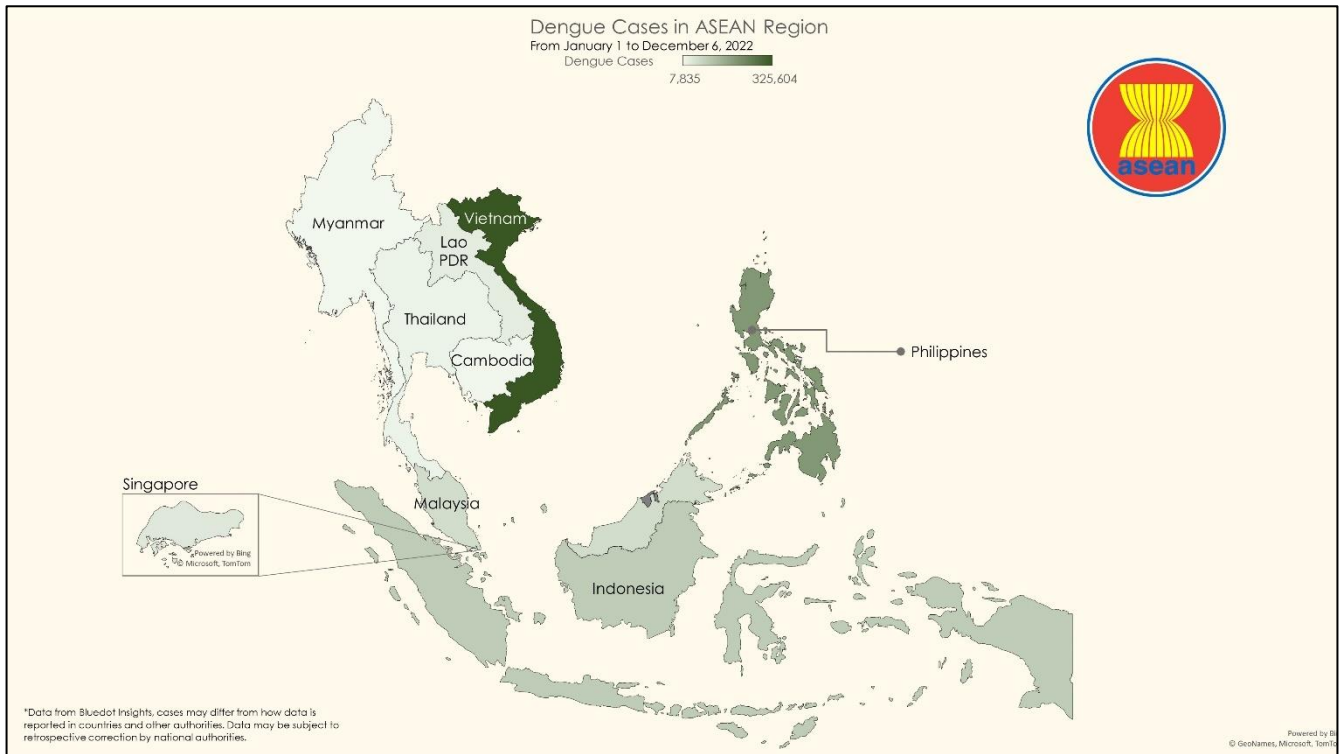 Dengue Cases in ASEAN Region
From January 1 to December 6, 2022
Dengue Cases
7,835 325,604
asean
Myanmar
Vietnam
Lao
PDR
Thailand
Cambodia
Philippines
Singapore
Powered by Bing
© Microsoft, TomTom
Malaysia
Indonesia
*Data from Bluedot Insights, cases may differ from how data is
reported in countries and other authorities. Data may be subject to
retrospective correction by national authorities.
Powered by
© GeoNames, Microsoft,